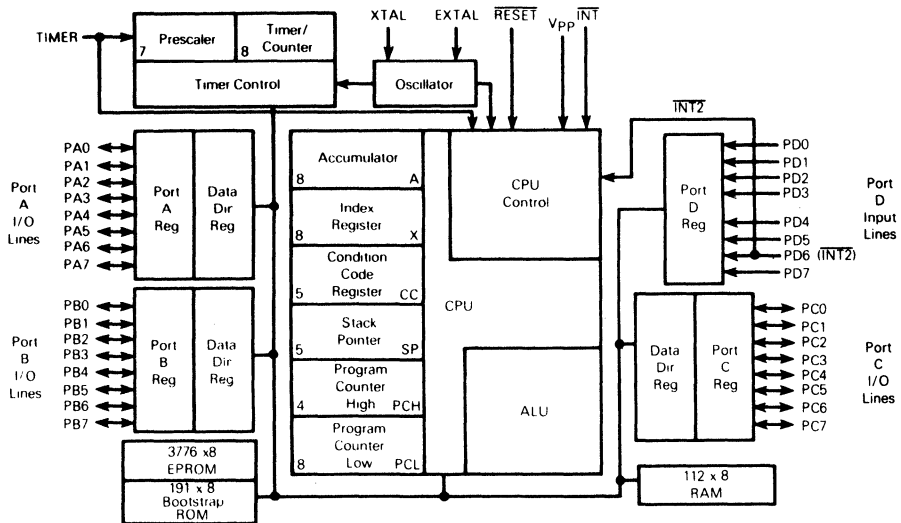 XTAL EXTAL RESET VPP INT
TIMER
7 Prescaler
8 Timer/
Counter
Timer Control
Oscillator
INT2
Port
A
I/O
Lines
PA0
PA1
PA2
PA3
PA4
PA5
PA6
PA7
Port
A
Reg
Data
Dir
Reg
Port
B
I/O
Lines
PB0
PB1
PB2
PB3
PB4
PB5
PB6
PB7
Port
B
Reg
Data
Dir
Reg
3776 x8
EPROM
191 x 8
Bootstrap
ROM
Accumulator
8 A
Index
Register
8 X
Condition
Code
Register
5 CC
Stack
Pointer
5 SP
Program
Counter
High
4 PCH
Program
Counter
Low
8 PCL
CPU
CPU
Control
ALU
Port
D
Reg
PD0
PD1
PD2
PD3
PD4
PD5
PD6 (INT2)
PD7
Port
D
Input
Lines
Data
Dir
Reg
Port
C
Reg
PC0
PC1
PC2
PC3
PC4
PC5
PC6
PC7
Port
C
I/O
Lines
112 x 8
RAM